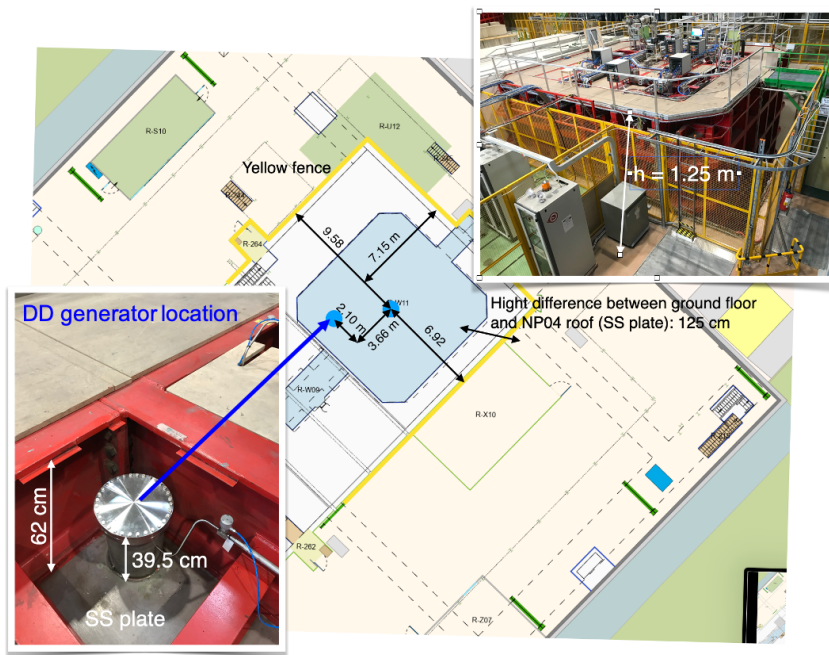 R-S10
R-U12
Yellow fence
h = 1.25 m
R-264
9.58
7.15 m
DD generator location
2.10 m
3.66 m
6.92
Hight difference between ground floor
and NP04 roof (SS plate): 125 cm
R-W09
R-X10
62 cm
39.5 cm
SS plate
R-262
R-Z07